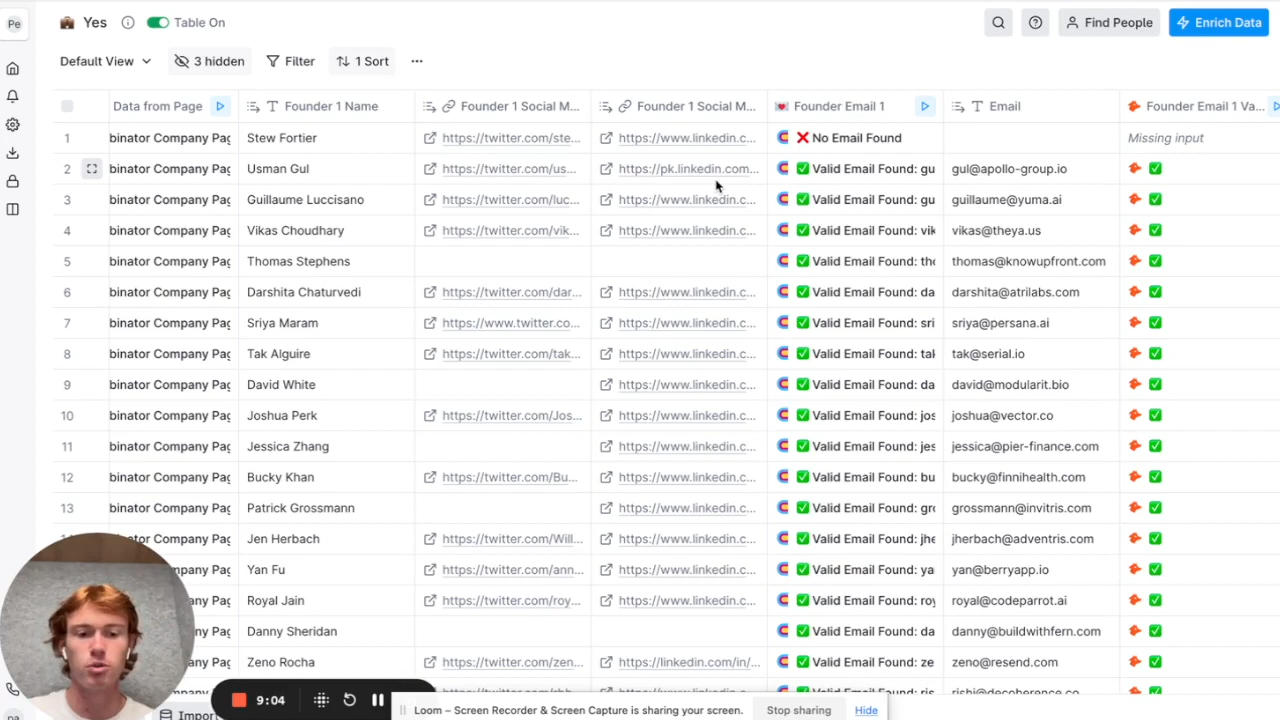 Pe Yes Table On Find People Enrich Data
Default View 3 hidden Filter 1 Sort
Data from Page Founder 1 Name Founder 1 Social M... Founder 1 Social M... Founder Email 1 Email Founder Email 1 Va...
1 binator Company Pag Stew Fortier https://twitter.com/ste... https://www.linkedin.c... No Email Found Missing input
2 binator Company Pag Usman Gul https://twitter.com/us... https://pk.linkedin.com... Valid Email Found: gu gul@apollo-group.io
3 binator Company Pag Guillaume Luccisano https://twitter.com/luc... https://www.linkedin.c... Valid Email Found: gu guillaume@yuma.ai
4 binator Company Pag Vikas Choudhary https://twitter.com/vik... https://www.linkedin.c... Valid Email Found: vik vikas@theya.us
5 binator Company Pag Thomas Stephens Valid Email Found: tho thomas@knowupfront.com
6 binator Company Pag Darshita Chaturvedi https://twitter.com/dar... https://www.linkedin.c... Valid Email Found: da darshita@atrilabs.com
7 binator Company Pag Sriya Maram https://www.twitter.co... https://www.linkedin.c... Valid Email Found: sri sriya@persana.ai
8 binator Company Pag Tak Alguire https://twitter.com/tak... https://www.linkedin.c... Valid Email Found: tak tak@serial.io
9 binator Company Pag David White https://www.linkedin.c... Valid Email Found: da david@modularit.bio
10 binator Company Pag Joshua Perk https://twitter.com/Jos... https://www.linkedin.c... Valid Email Found: jos joshua@vector.co
11 binator Company Pag Jessica Zhang https://www.linkedin.c... Valid Email Found: jes jessica@pier-finance.com
12 binator Company Pag Bucky Khan https://twitter.com/Bu... https://www.linkedin.c... Valid Email Found: bu bucky@finnihealth.com
13 binator Company Pag Patrick Grossmann https://www.linkedin.c... Valid Email Found: gro grossmann@invitris.com
binator Company Pag Jen Herbach https://twitter.com/Will... https://www.linkedin.c... Valid Email Found: jhe jherbach@adventris.com
Company Pag Yan Fu https://twitter.com/ann... https://www.linkedin.c... Valid Email Found: ya yan@berryapp.io
Company Pag Royal Jain https://twitter.com/roy... https://www.linkedin.c... Valid Email Found: roy royal@codeparrot.ai
Company Pag Danny Sheridan Valid Email Found: da danny@buildwithfern.com
Company Pag Zeno Rocha https://twitter.com/zen... https://linkedin.com/in/... Valid Email Found: ze zeno@resend.com
9:04
Loom – Screen Recorder & Screen Capture is sharing your screen. Stop sharing Hide
Import